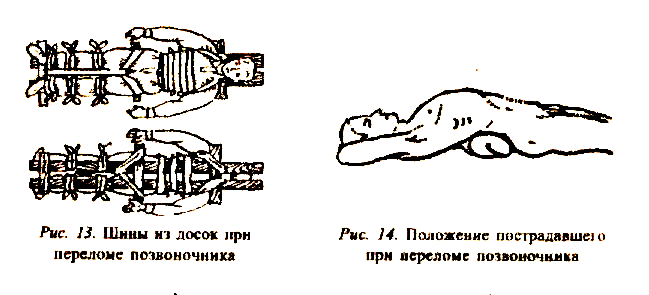 Рис. 13. Шины из досок при
переломе позвоночника
Рис. 14. Положение пострадавшего
при переломе позвоночника